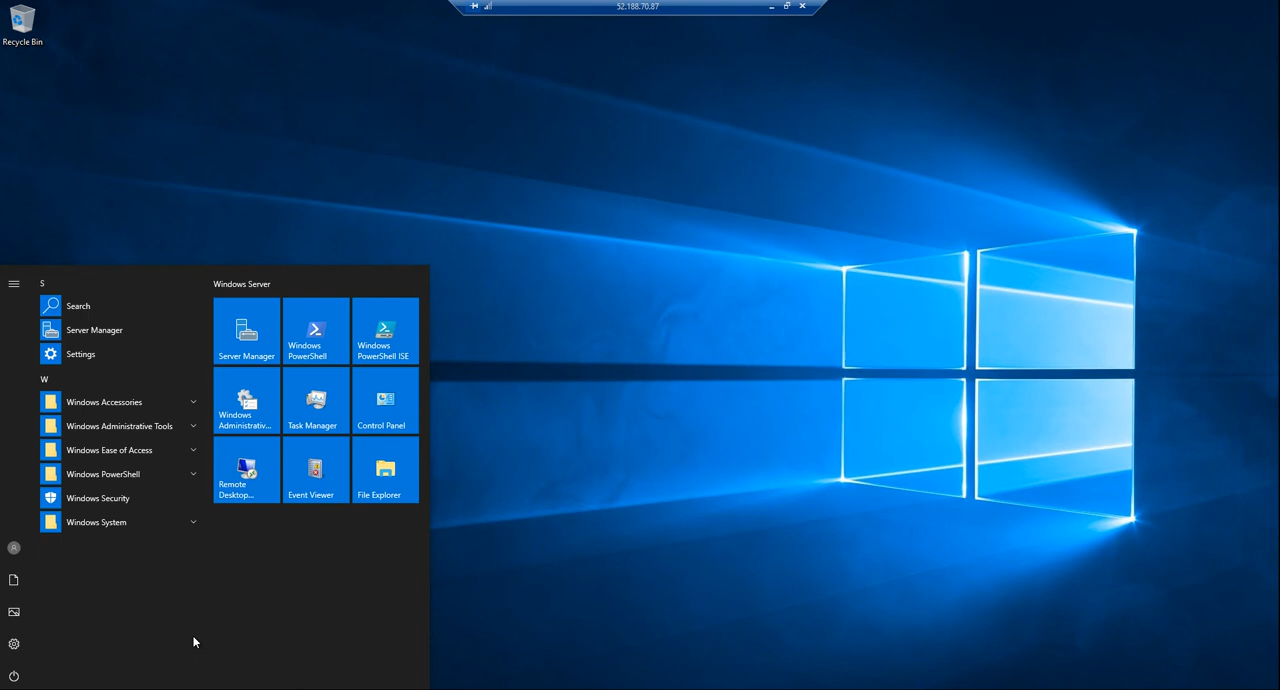 52.188.70.87
Recycle Bin
S
Search
Server Manager
Settings
W
Windows Accessories
Windows Administrative Tools
Windows Ease of Access
Windows PowerShell
Windows Security
Windows System
Windows Server
Server Manager
Windows
PowerShell
Windows
PowerShell ISE
Windows
Administrativ...
Task Manager
Control Panel
Remote
Desktop...
Event Viewer
File Explorer